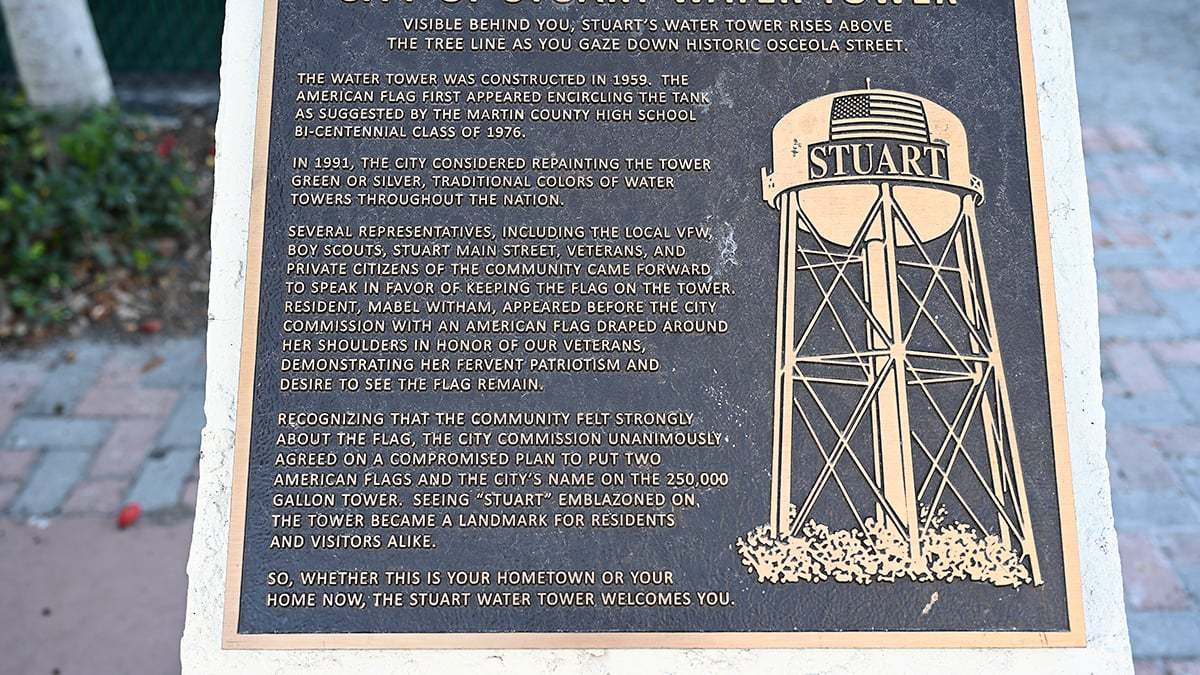 CITY OF STUART WATER TOWER
VISIBLE BEHIND YOU, STUART'S WATER TOWER RISES ABOVE
THE TREE LINE AS YOU GAZE DOWN HISTORIC OSCEOLA STREET.
THE WATER TOWER WAS CONSTRUCTED IN 1959. THE
AMERICAN FLAG FIRST APPEARED ENCIRCLING THE TANK
AS SUGGESTED BY THE MARTIN COUNTY HIGH SCHOOL
BI-CENTENNIAL CLASS OF 1976.
IN 1991, THE CITY CONSIDERED REPAINTING THE TOWER
GREEN OR SILVER, TRADITIONAL COLORS OF WATER
TOWERS THROUGHOUT THE NATION.
SEVERAL REPRESENTATIVES, INCLUDING THE LOCAL VFW,
BOY SCOUTS, STUART MAIN STREET, VETERANS, AND
PRIVATE CITIZENS OF THE COMMUNITY CAME FORWARD
TO SPEAK IN FAVOR OF KEEPING THE FLAG ON THE TOWER.
RESIDENT, MABEL WITHAM, APPEARED BEFORE THE CITY
COMMISSION WITH AN AMERICAN FLAG DRAPED AROUND
HER SHOULDERS IN HONOR OF OUR VETERANS,
DEMONSTRATING HER FERVENT PATRIOTISM AND
DESIRE TO SEE THE FLAG REMAIN.
RECOGNIZING THAT THE COMMUNITY FELT STRONGLY
ABOUT THE FLAG, THE CITY COMMISSION UNANIMOUSLY
AGREED ON A COMPROMISED PLAN TO PUT TWO
AMERICAN FLAGS AND THE CITY'S NAME ON THE 250,000
GALLON TOWER. SEEING "STUART" EMBLAZONED ON
THE TOWER BECAME A LANDMARK FOR RESIDENTS
AND VISITORS ALIKE.
SO, WHETHER THIS IS YOUR HOMETOWN OR YOUR
HOME NOW, THE STUART WATER TOWER WELCOMES YOU.
STUART